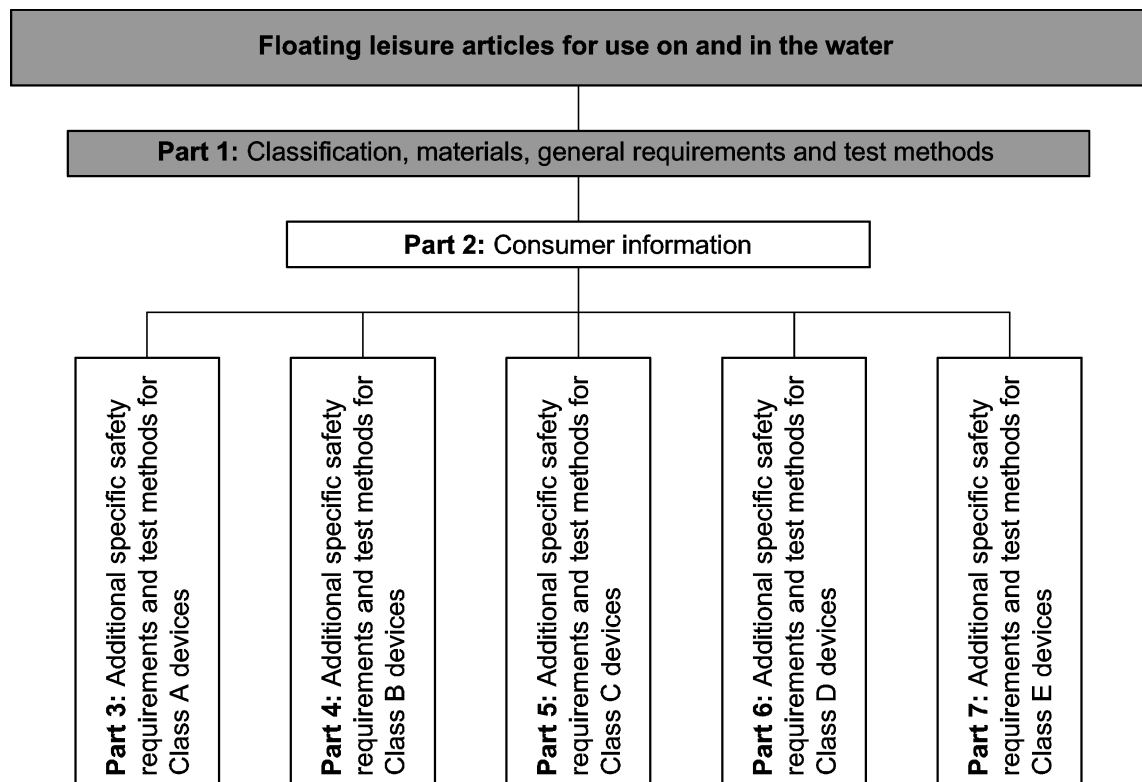 Floating leisure articles for use on and in the water
Part 1: Classification, materials, general requirements and test methods
Part 2: Consumer information
Part 3: Additional specific safety
requirements and test methods for
Class A devices
Part 4: Additional specific safety
requirements and test methods for
Class B devices
Part 5: Additional specific safety
requirements and test methods for
Class C devices
Part 6: Additional specific safety
requirements and test methods for
Class D devices
Part 7: Additional specific safety
requirements and test methods for
Class E devices